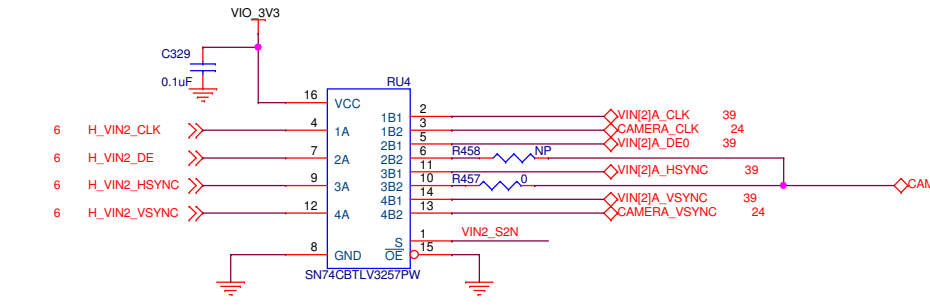 VIO_3V3
C329
0.1uF
RU4
16 VCC
2 1B1 VIN[2]A_CLK 39
6 H_VIN2_CLK 4 1A
3 1B2 CAMERA_CLK 24
5 2B1 VIN[2]A_DE0 39
6 H_VIN2_DE 7 2A
6 2B2 R458 NP
11 3B1 VIN[2]A_HSYNC 39
6 H_VIN2_HSYNC 9 3A
10 3B2 R457 0 CAM
14 4B1 VIN[2]A_VSYNC 39
6 H_VIN2_VSYNC 12 4A
13 4B2 CAMERA_VSYNC 24
1 S VIN2_S2N
8 GND
15 OE
SN74CBTLV3257PW